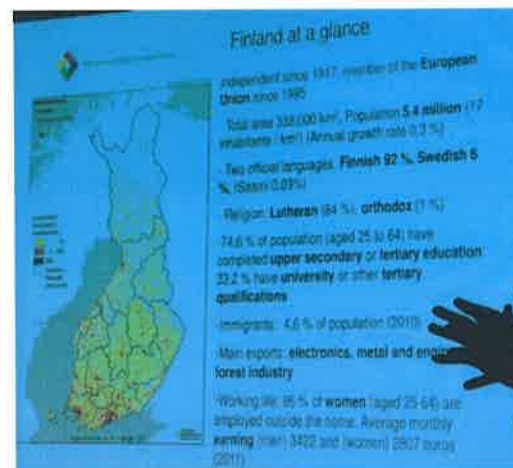 Finland at a glance
Independent since 1917, member of the European
Union since 1995
- Total area 338,000 km², Population 5.4 million (17
inhabitants / km²) (Annual growth rate 0.3 %)
- Two official languages: Finnish 92 %, Swedish 6
%, (Saami 0.03%)
- Religion: Lutheran (84 %), orthodox (1 %)
-74,6 % of population (aged 25 to 64) have
completed upper secondary or tertiary education
33,2 % have university or other tertiary
qualifications
-Immigrants: 4,6 % of population (2010)
-Main exports: electronics, metal and
forest industry
-Working life: of women (aged 25-64) are
employed outside the home. Average monthly
earning (men) 3422 and (women) 2807 euros
(2011)